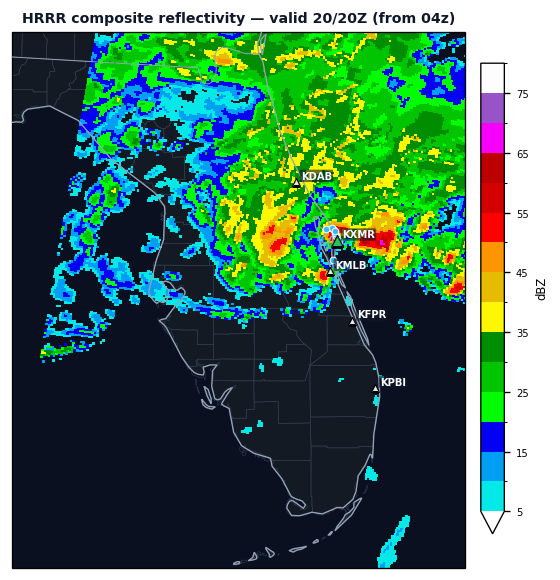 HRRR composite reflectivity — valid 20/20Z (from 04z)
KDAB
KXMR
KMLB
KFPR
KPBI
75
65
55
45
35
25
15
5
dBZ